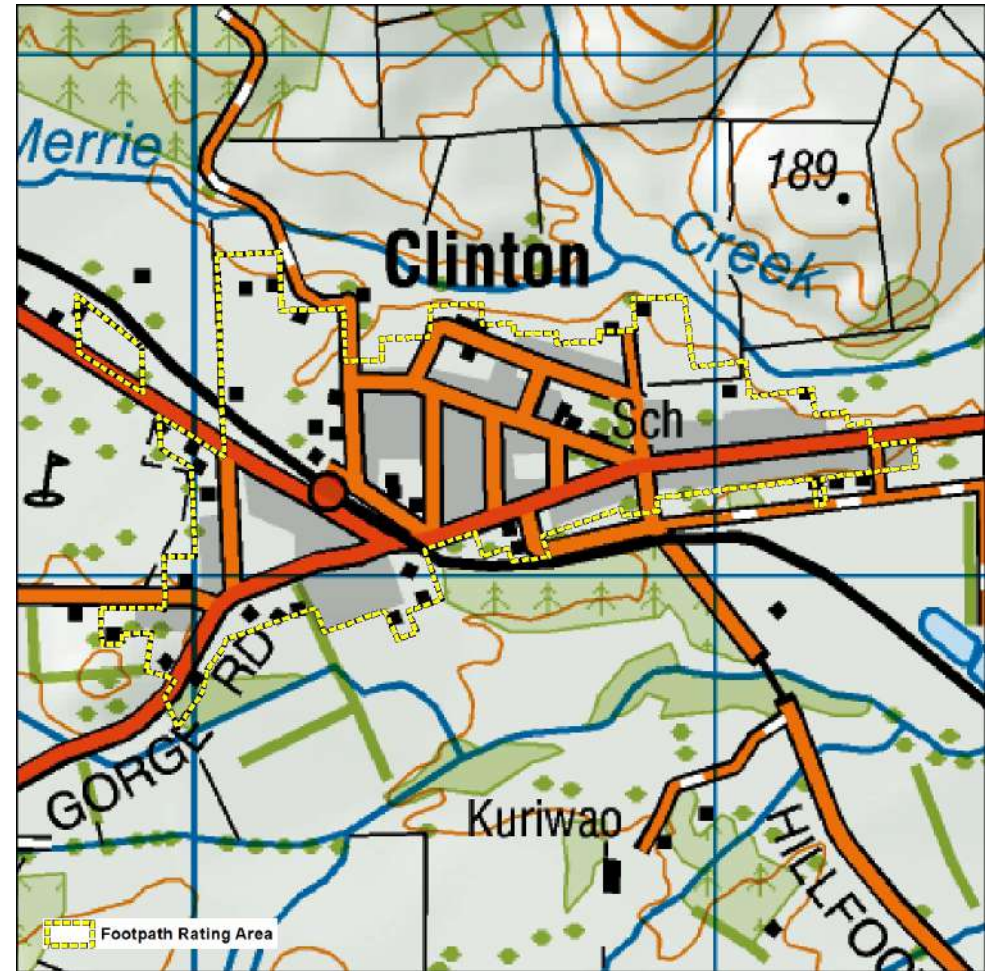 Merrie
189
Creek
Clinton
Sch
GORGE RD
Kuriwao
HILLFOO
Footpath Rating Area